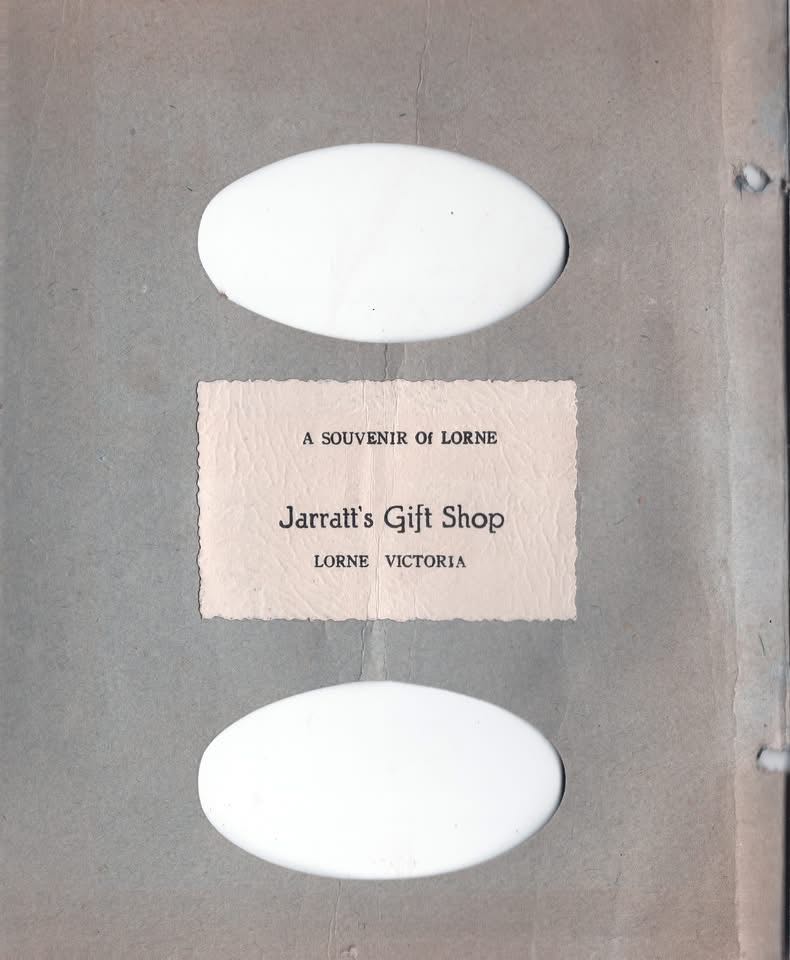 A SOUVENIR Of LORNE
Jarratt's Gift Shop
LORNE VICTORIA